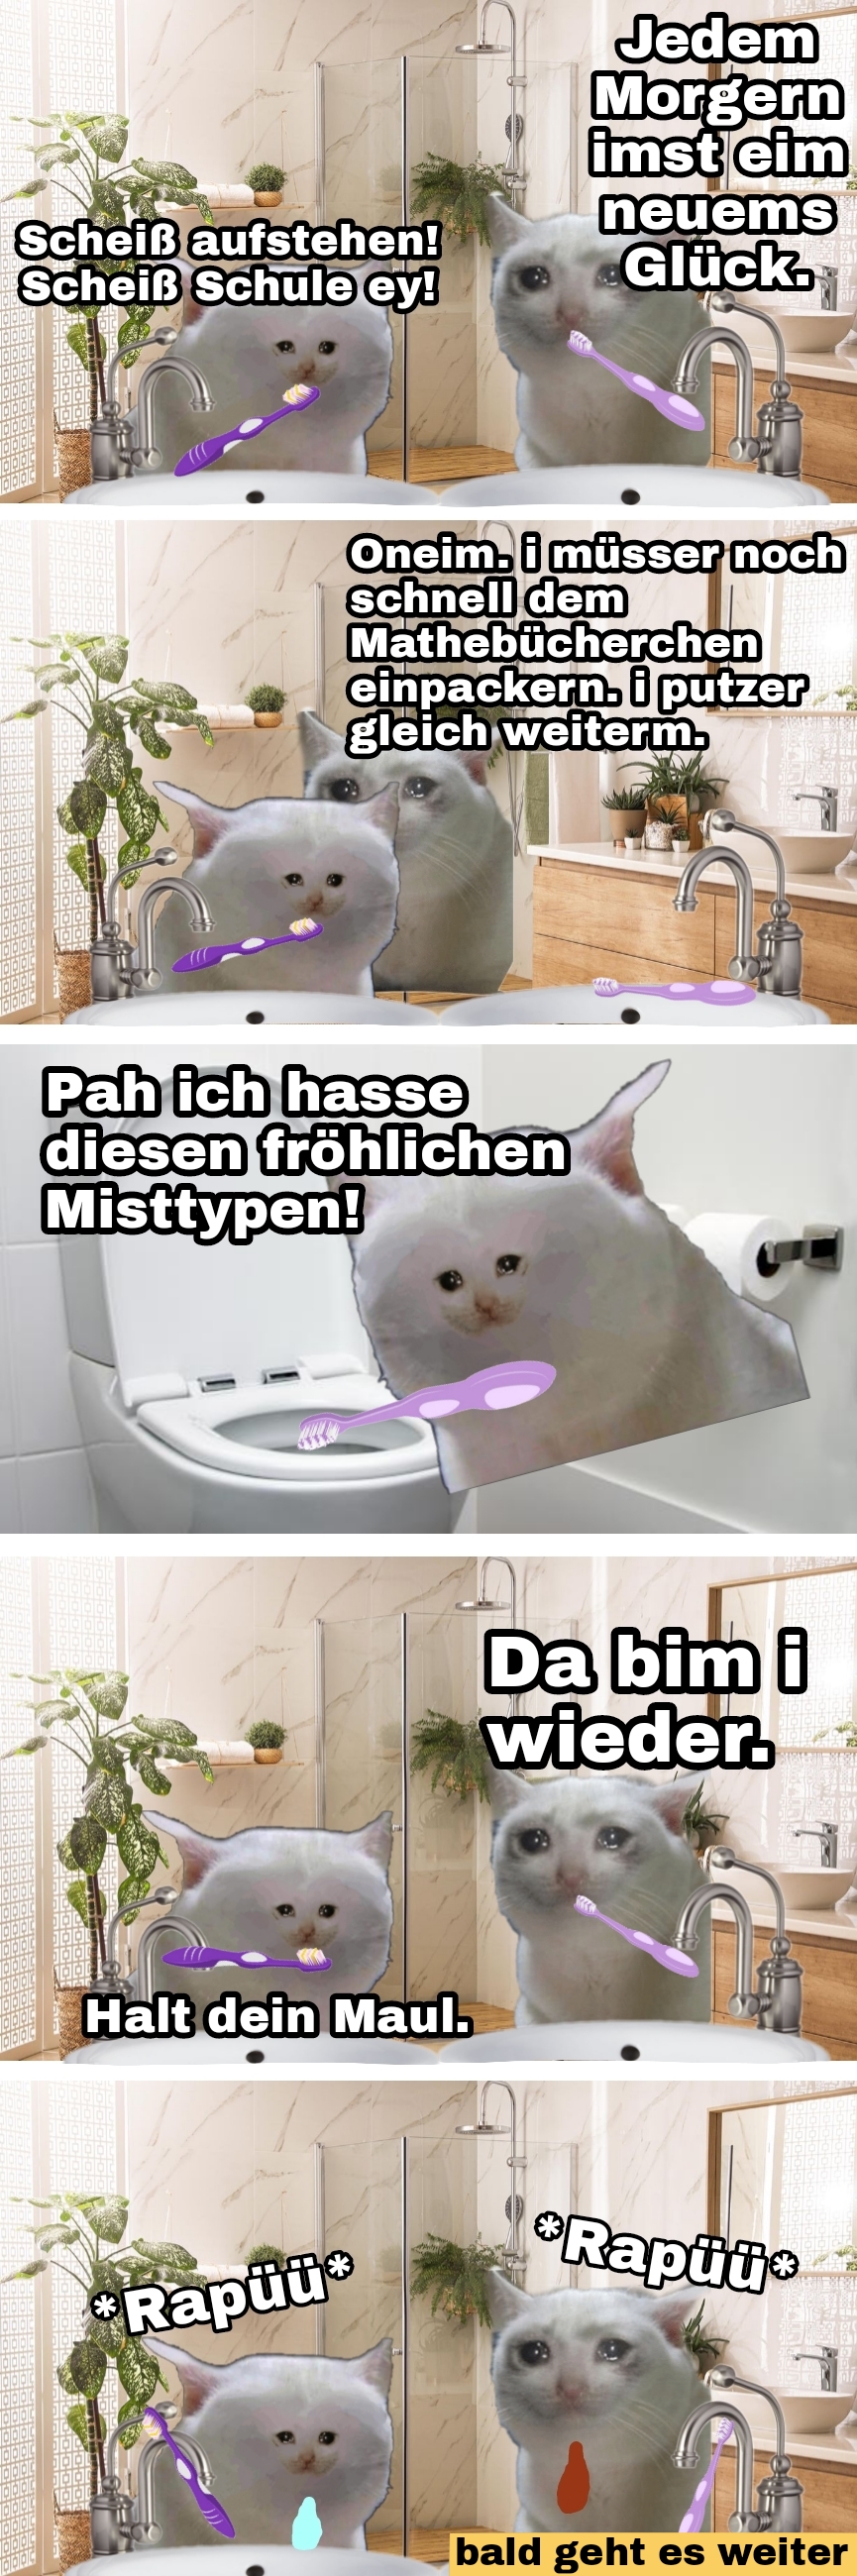 Scheiß aufstehen!
Scheiß Schule ey!
Jedem
Morgern
imst eim
neuems
Glück.
Oneim. i müsser noch
schnell dem
Mathebücherchen
einpackern. i putzer
gleich weiterm.
Pah ich hasse
diesen fröhlichen
Misttypen!
Da bim i
wieder.
Halt dein Maul.
*Rapüü*
*Rapüü*
bald geht es weiter